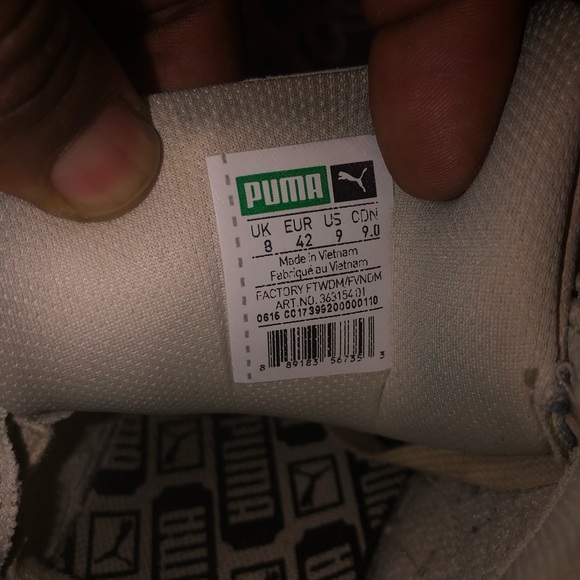 PUMA
UK EUR US CDN
8 42 9 9.0
Made in Vietnam
Fabriqué au Vietnam
FACTORY FTWDM/FVNDM
ART.NO. 363154 01
0616 C017399200000110
8 89183 56735 3
PUMA
PUMA